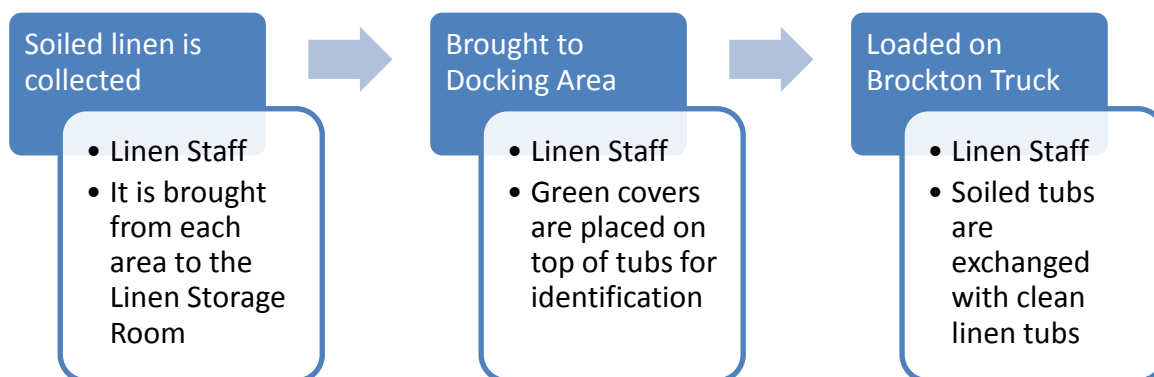 Soiled linen is
collected
• Linen Staff
• It is brought
from each
area to the
Linen Storage
Room
Brought to
Docking Area
• Linen Staff
• Green covers
are placed on
top of tubs for
identification
Loaded on
Brockton Truck
• Linen Staff
• Soiled tubs
are
exchanged
with clean
linen tubs